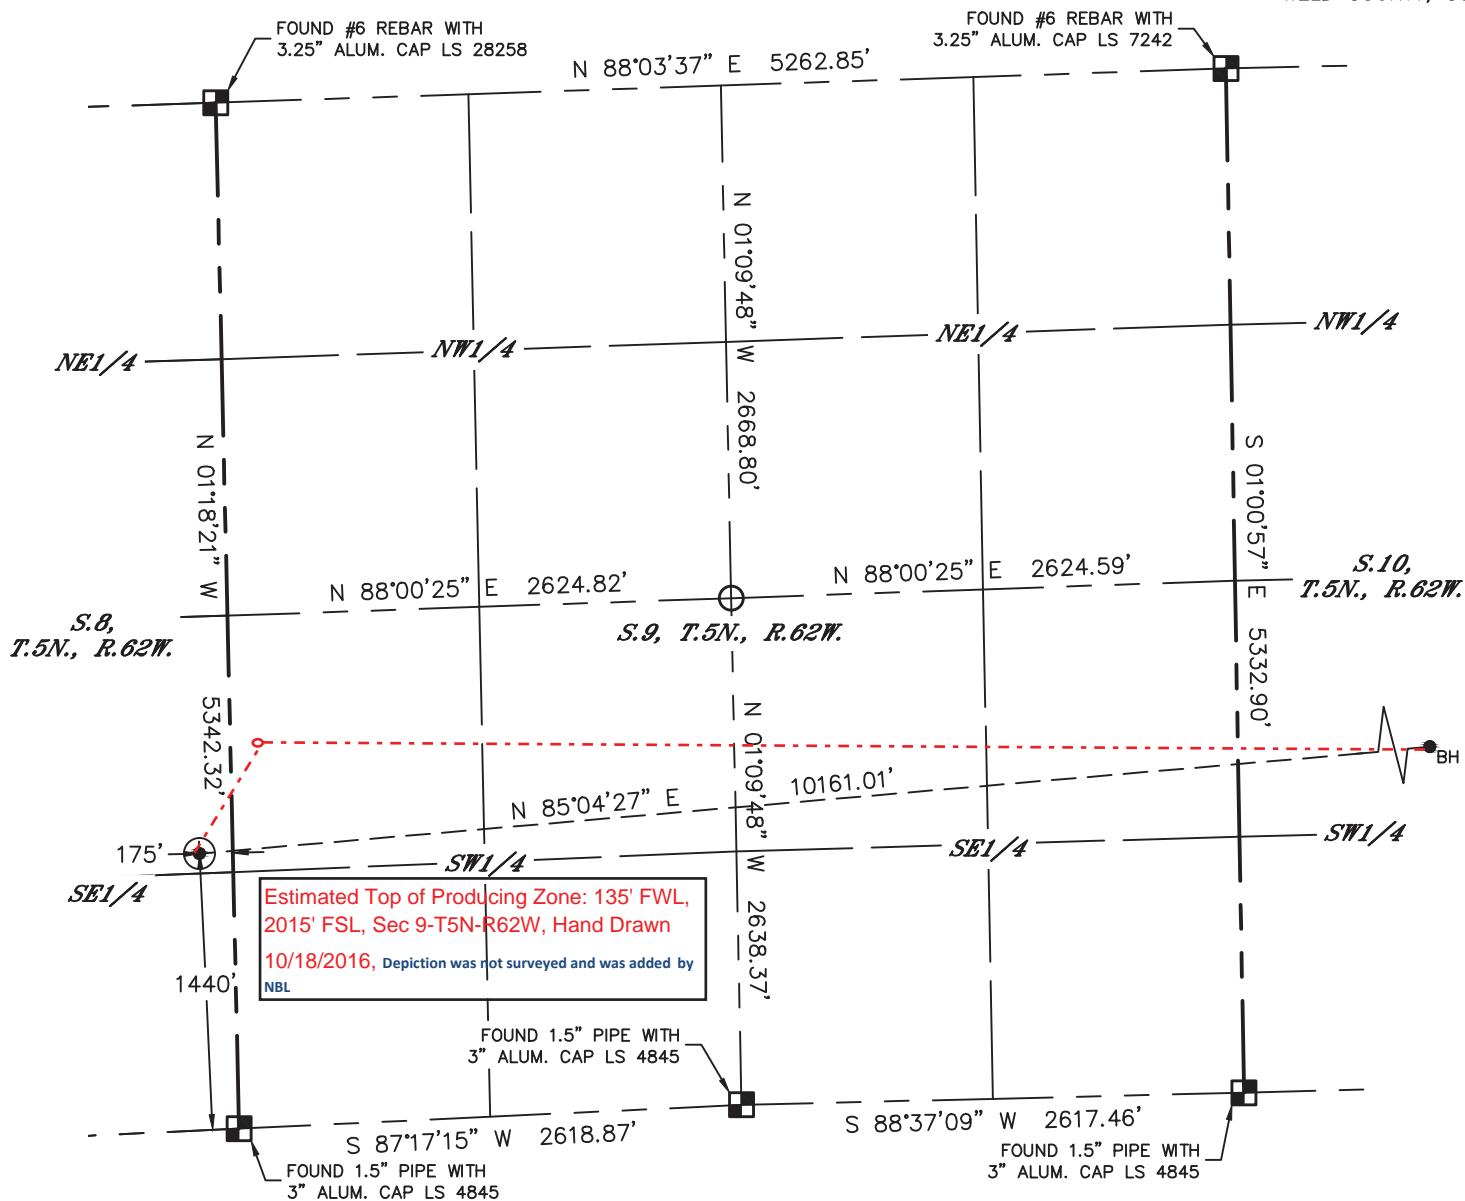 FOUND #6 REBAR WITH
3.25" ALUM. CAP LS 28258
FOUND #6 REBAR WITH
3.25" ALUM. CAP LS 7242
N 88°03'37" E 5262.85'
N 01°09'48" W 2668.80'
NE1/4
NW1/4
NE1/4
NW1/4
N 01°18'21" W 5342.32'
S 01°00'57" E 5332.90'
N 88°00'25" E 2624.82'
N 88°00'25" E 2624.59'
S.8,
T.5N., R.62W.
S.9, T.5N., R.62W.
S.10,
T.5N., R.62W.
N 01°09'48" W 2638.37'
BH
N 85°04'27" E 10161.01'
175'
SE1/4
SW1/4
SE1/4
SW1/4
Estimated Top of Producing Zone: 135' FWL,
2015' FSL, Sec 9-T5N-R62W, Hand Drawn
10/18/2016, Depiction was not surveyed and was added by
NBL
1440'
FOUND 1.5" PIPE WITH
3" ALUM. CAP LS 4845
S 87°17'15" W 2618.87'
S 88°37'09" W 2617.46'
FOUND 1.5" PIPE WITH
3" ALUM. CAP LS 4845
FOUND 1.5" PIPE WITH
3" ALUM. CAP LS 4845